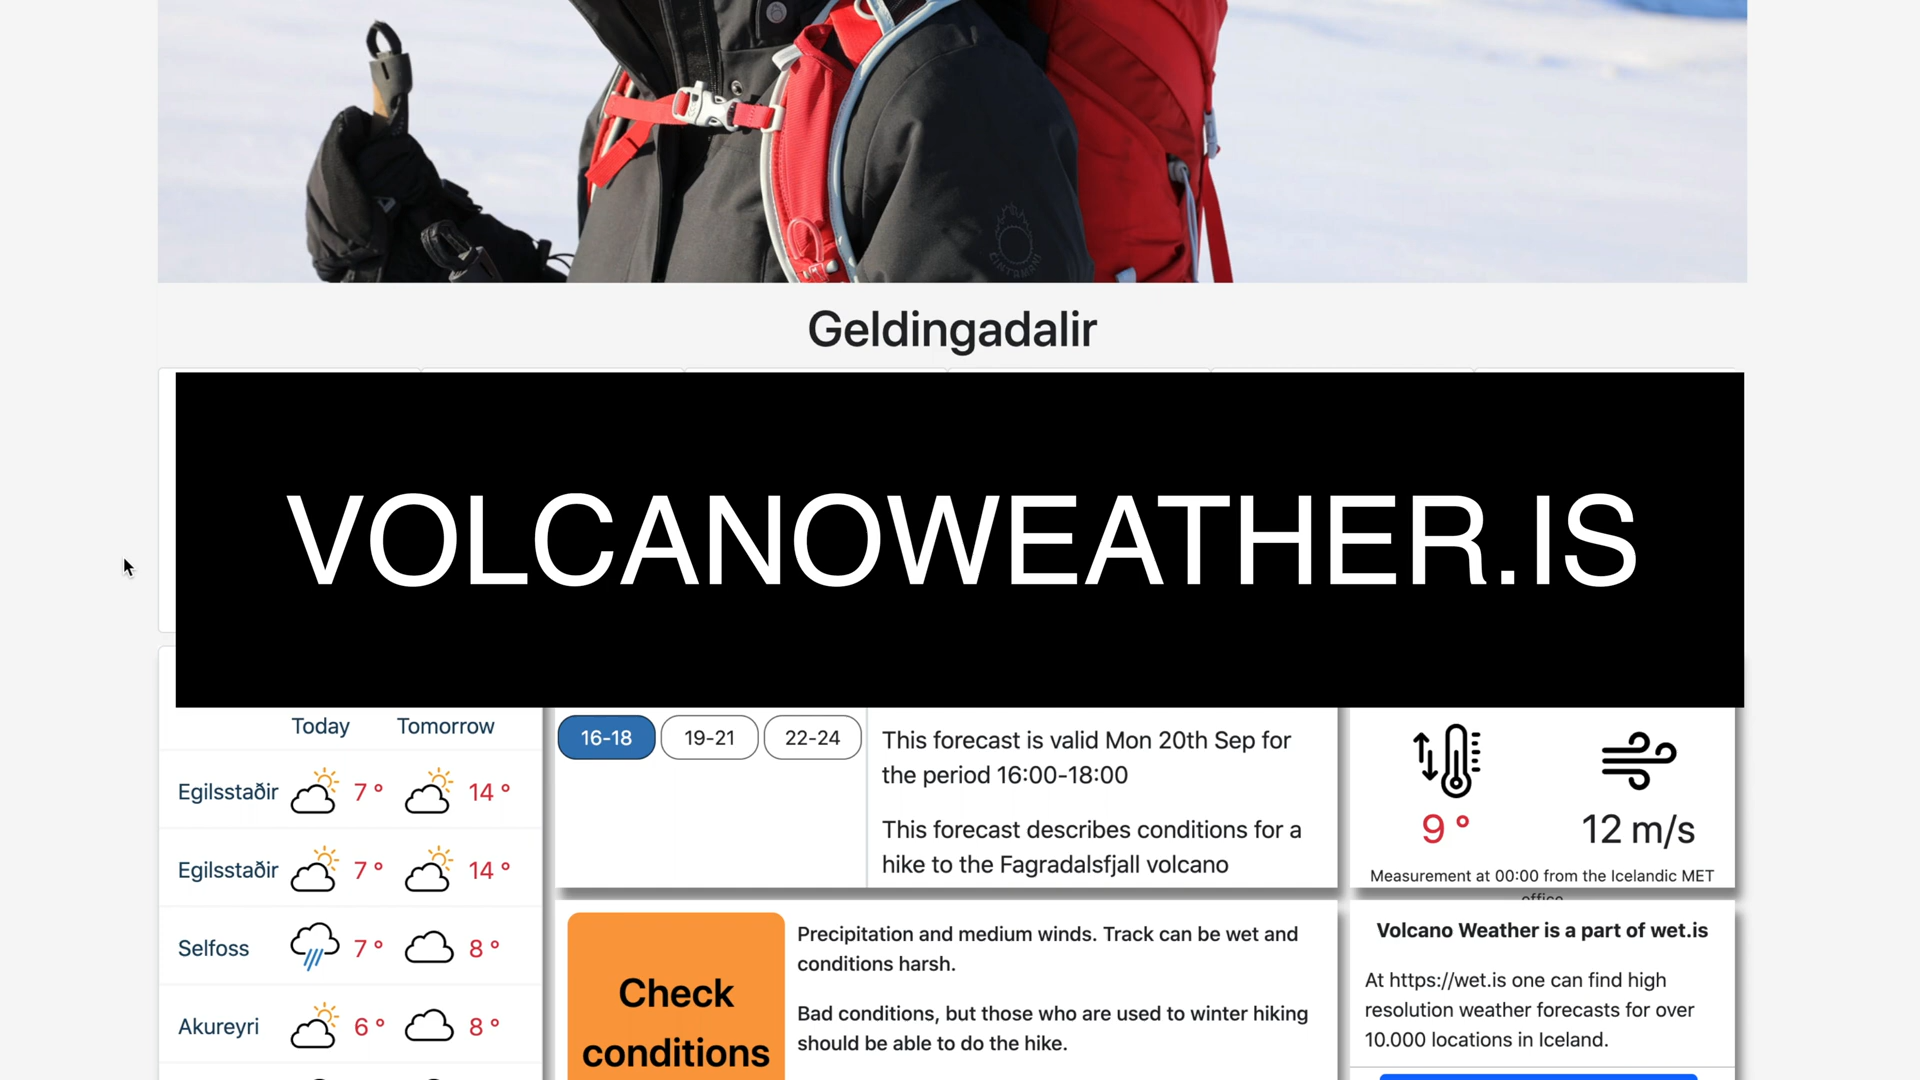 CINTAMANI
Geldingadalir
VOLCANOWEATHER.IS
Today Tomorrow
Egilsstaðir 7 ° 14 °
Egilsstaðir 7 ° 14 °
Selfoss 7 ° 8 °
Akureyri 6 ° 8 °
16-18 19-21 22-24
This forecast is valid Mon 20th Sep for
the period 16:00-18:00
This forecast describes conditions for a
hike to the Fagradalsfjall volcano
Check
conditions
Precipitation and medium winds. Track can be wet and
conditions harsh.
Bad conditions, but those who are used to winter hiking
should be able to do the hike.
9 ° 12 m/s
Measurement at 00:00 from the Icelandic MET
office
Volcano Weather is a part of wet.is
At https://wet.is one can find high
resolution weather forecasts for over
10.000 locations in Iceland.